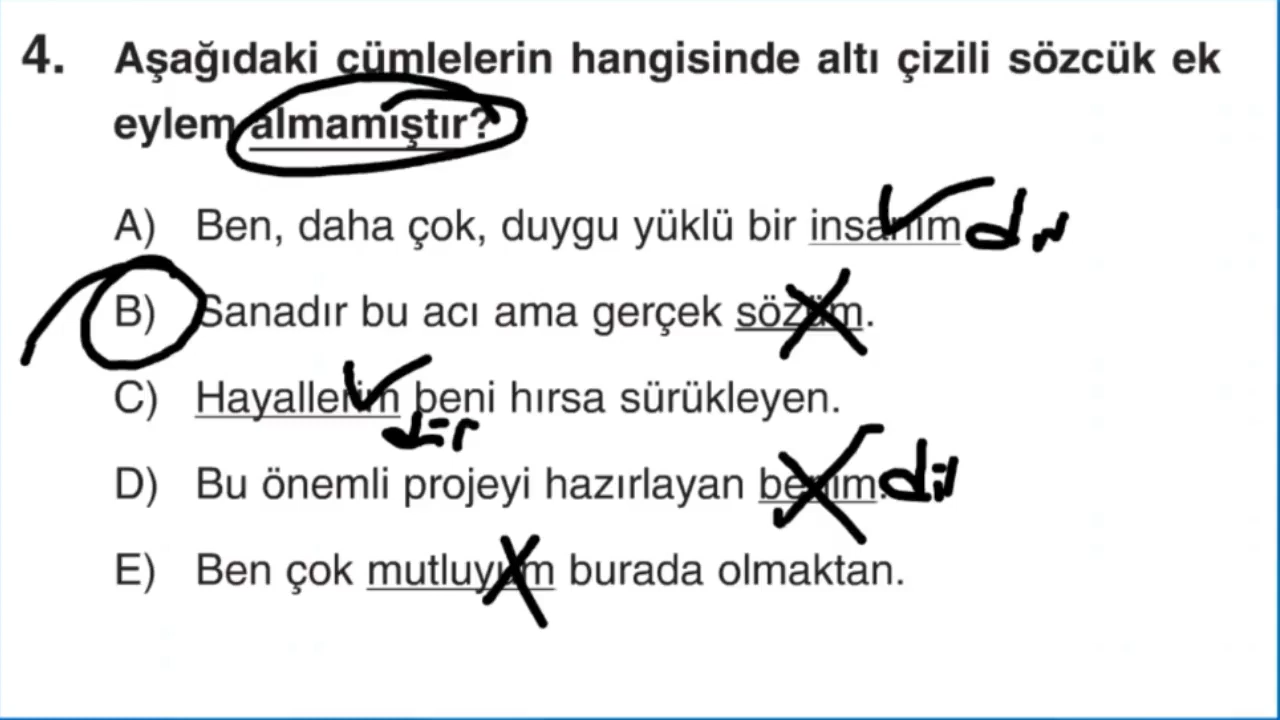 4. Aşağıdaki cümlelerin hangisinde altı çizili sözcük ek
eylem almamıştır?
A) Ben, daha çok, duygu yüklü bir insanım dır
B) Sanadır bu acı ama gerçek sözüm.
C) Hayallerim beni hırsa sürükleyen.
dir
D) Bu önemli projeyi hazırlayan benim. dir
E) Ben çok mutluyum burada olmaktan.